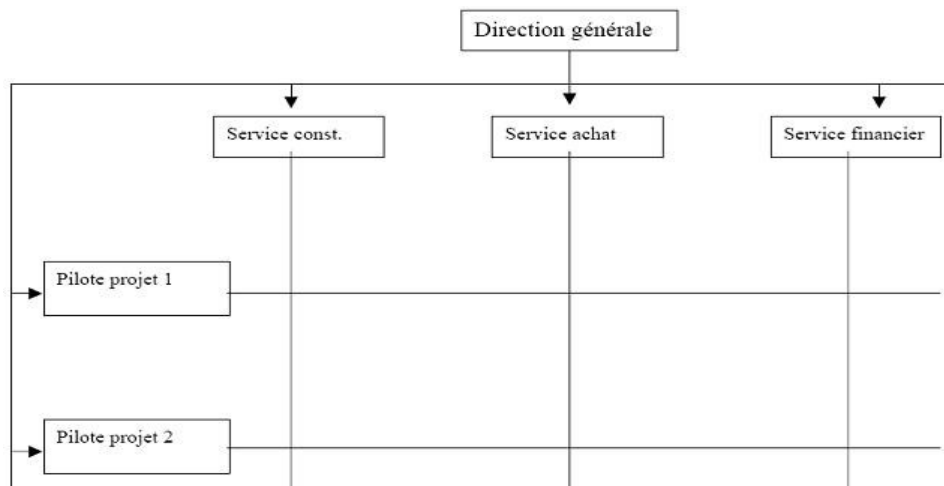 Direction générale
Service const.
Service achat
Service financier
Pilote projet 1
Pilote projet 2